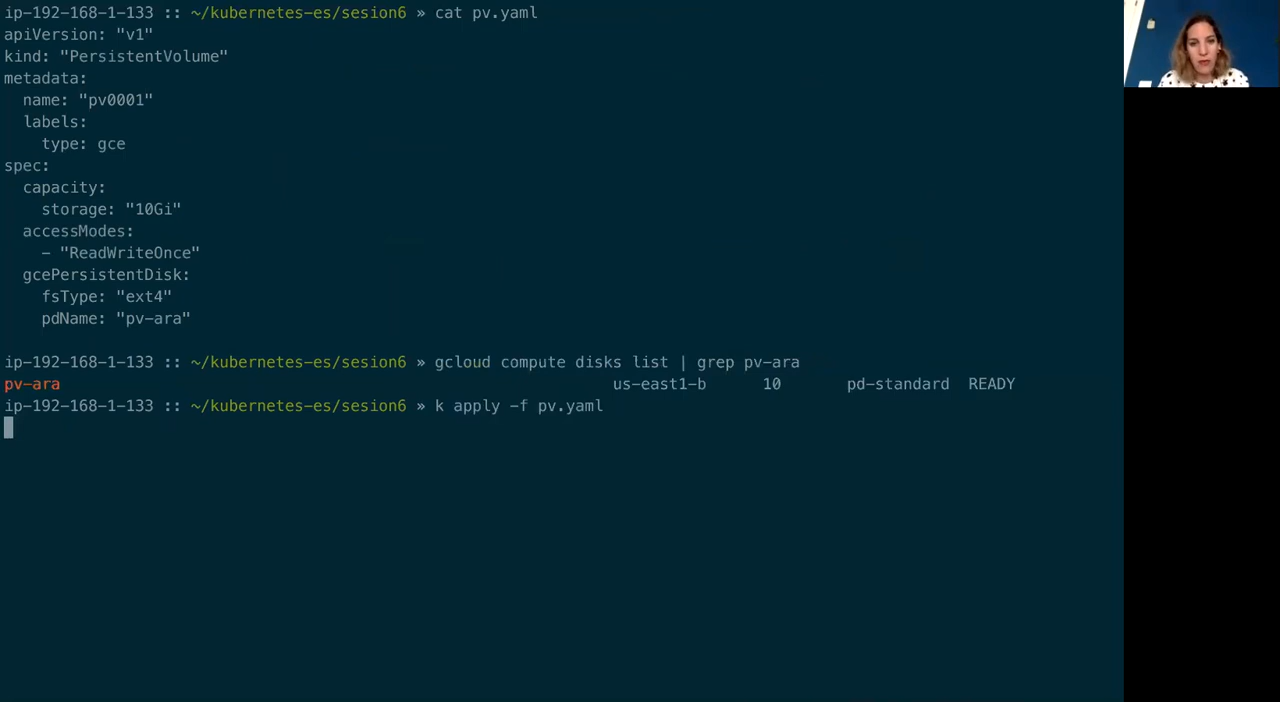 ip-192-168-1-133 :: ~/kubernetes-es/sesion6 » cat pv.yaml
apiVersion: "v1"
kind: "PersistentVolume"
metadata:
  name: "pv0001"
  labels:
    type: gce
spec:
  capacity:
    storage: "10Gi"
  accessModes:
    – "ReadWriteOnce"
  gcePersistentDisk:
    fsType: "ext4"
    pdName: "pv-ara"
ip-192-168-1-133 :: ~/kubernetes-es/sesion6 » gcloud compute disks list | grep pv-ara
pv-ara us-east1-b 10 pd-standard READY
ip-192-168-1-133 :: ~/kubernetes-es/sesion6 » k apply –f pv.yaml